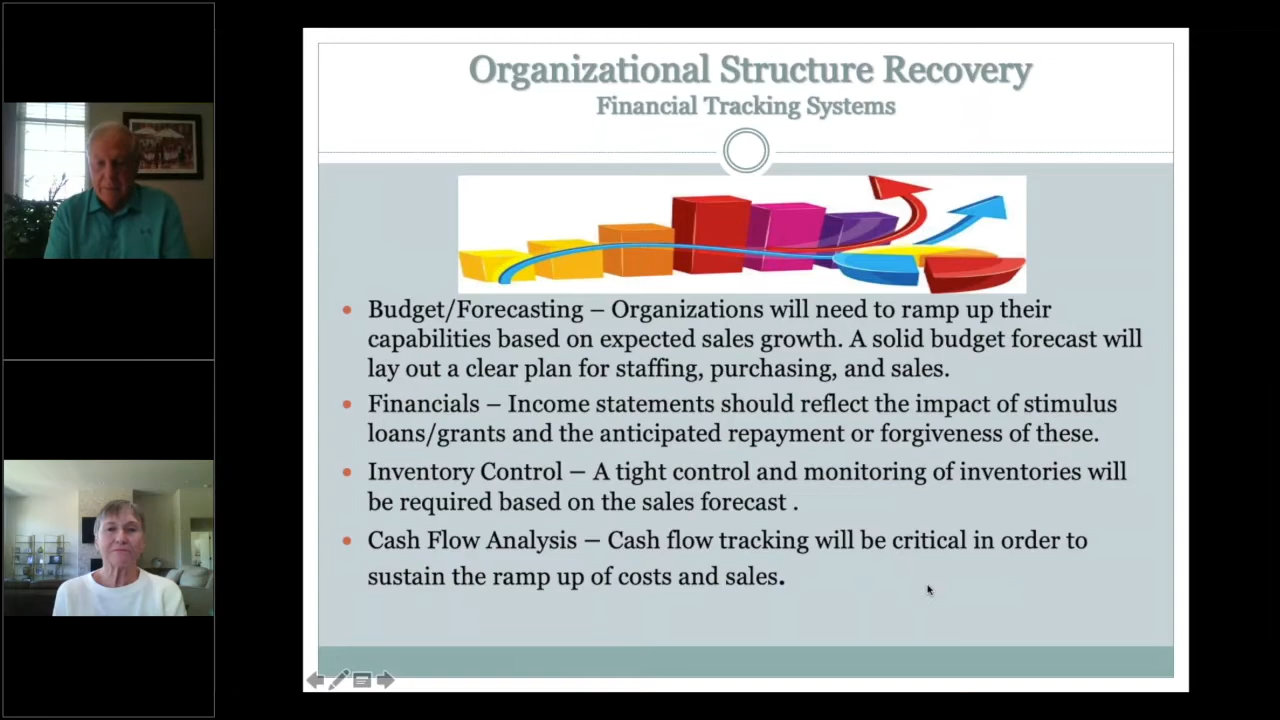 Organizational Structure Recovery
Financial Tracking Systems
Budget/Forecasting – Organizations will need to ramp up their
capabilities based on expected sales growth. A solid budget forecast will
lay out a clear plan for staffing, purchasing, and sales.
Financials – Income statements should reflect the impact of stimulus
loans/grants and the anticipated repayment or forgiveness of these.
Inventory Control – A tight control and monitoring of inventories will
be required based on the sales forecast .
Cash Flow Analysis – Cash flow tracking will be critical in order to
sustain the ramp up of costs and sales.